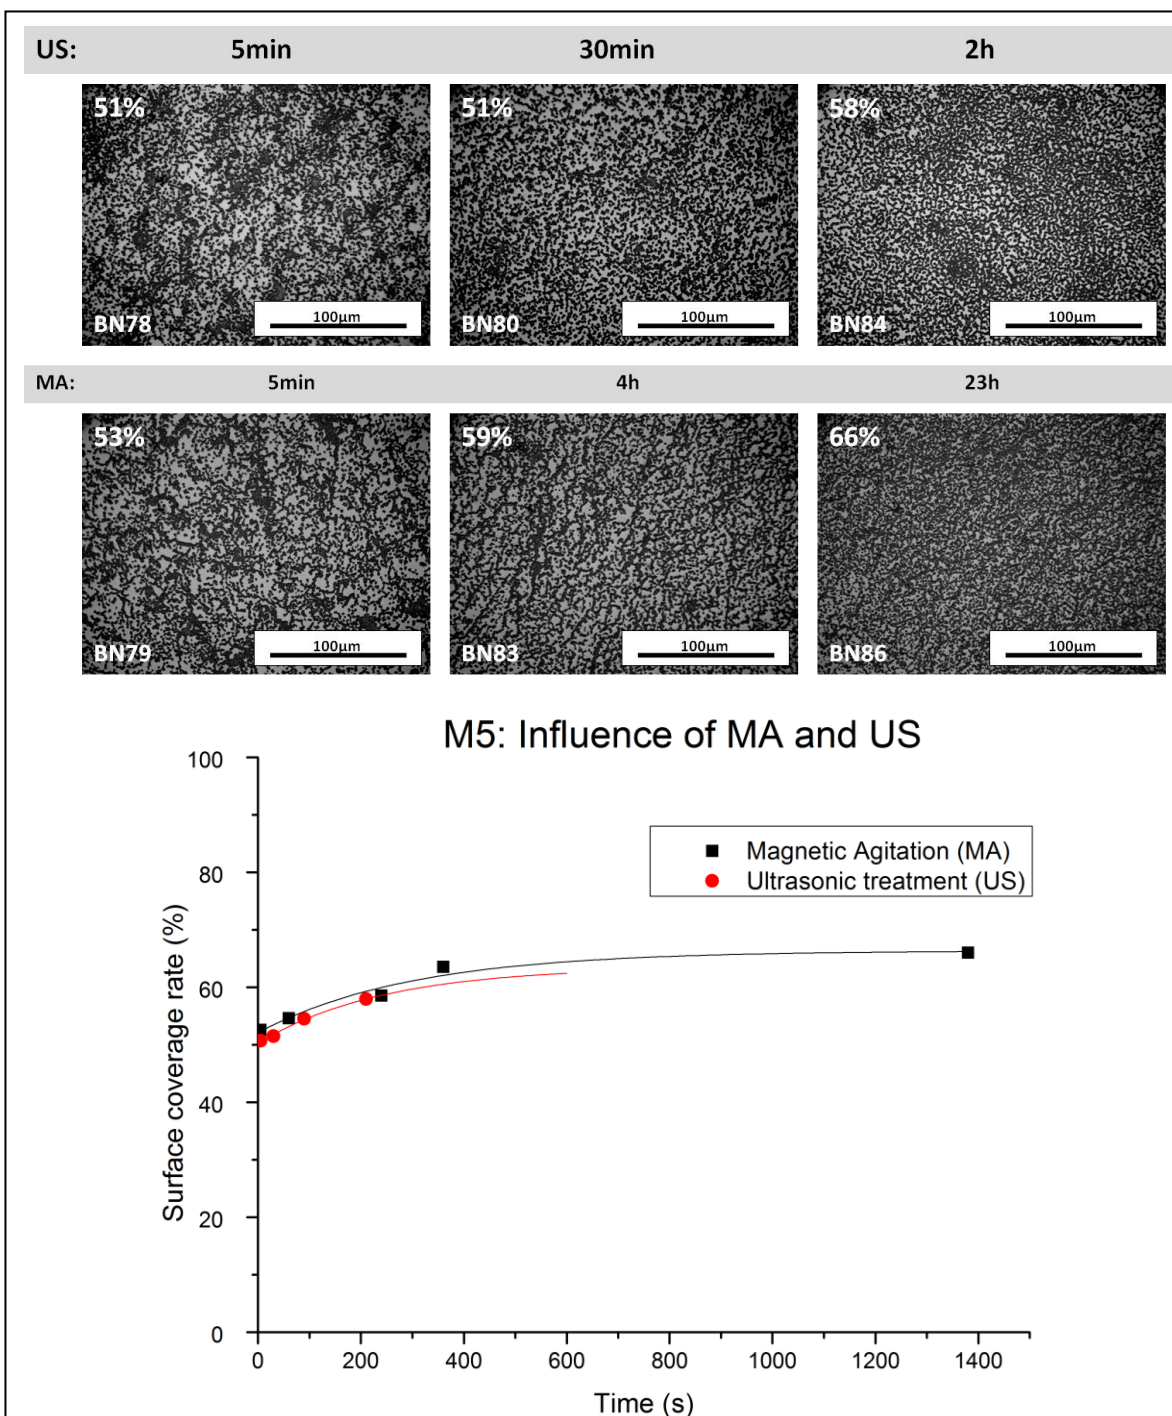 US: 5min 30min 2h
51% 51% 58%
100µm 100µm 100µm
BN78 BN80 BN84
MA: 5min 4h 23h
53% 59% 66%
100µm 100µm 100µm
BN79 BN83 BN86
M5: Influence of MA and US
Magnetic Agitation (MA)
Ultrasonic treatment (US)
Surface coverage rate (%)
100
80
60
40
20
0
0 200 400 600 800 1000 1200 1400
Time (s)